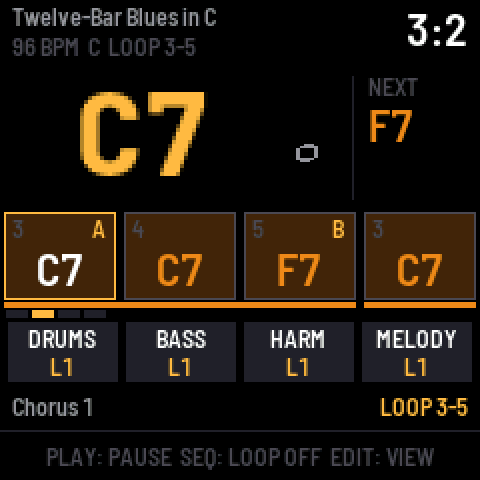 Twelve-Bar Blues in C
96 BPM C LOOP 3-5
3:2
C7
NEXT
F7
3 A
C7
4
C7
5 B
F7
3
C7
DRUMS
L1
BASS
L1
HARM
L1
MELODY
L1
Chorus 1
LOOP 3-5
PLAY: PAUSE SEQ: LOOP OFF EDIT: VIEW